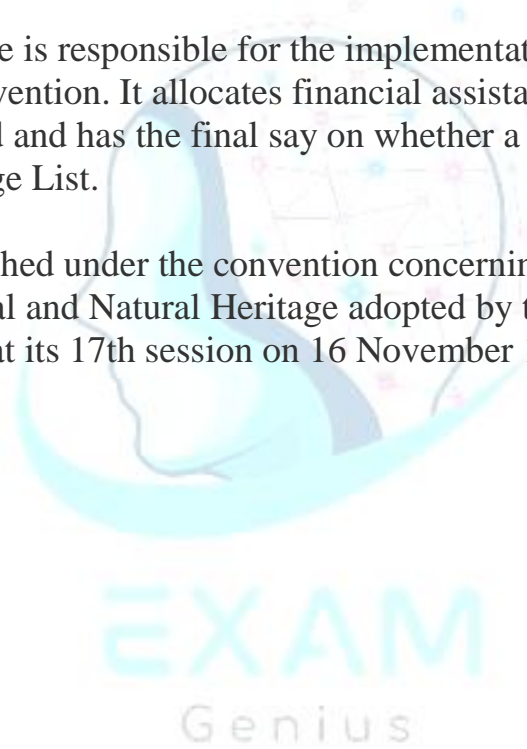 e is responsible for the implementat
vention. It allocates financial assista
d and has the final say on whether a
ge List.
shed under the convention concernin
al and Natural Heritage adopted by t
at its 17th session on 16 November
EXAM
Genius